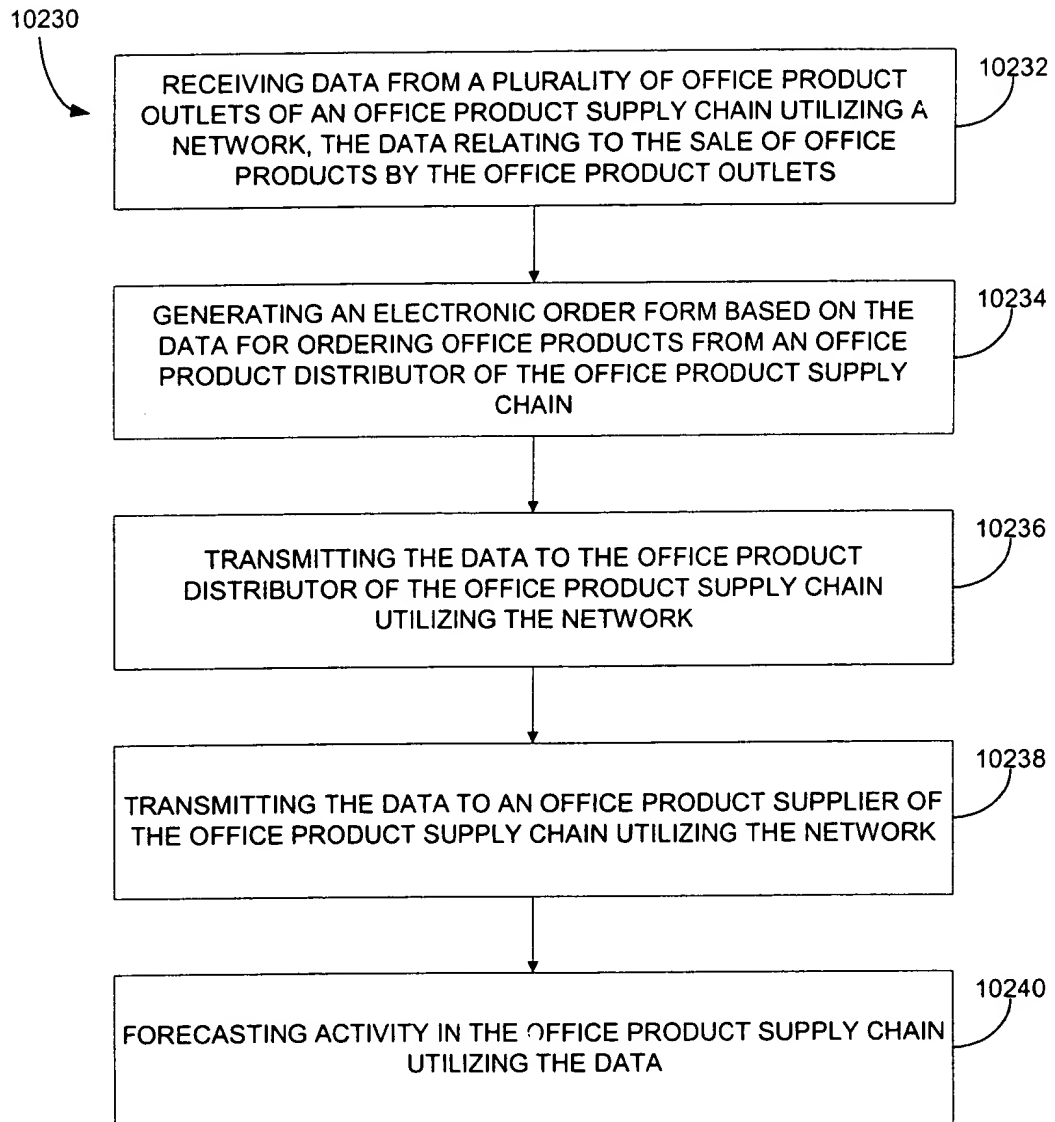 10230
RECEIVING DATA FROM A PLURALITY OF OFFICE PRODUCT
OUTLETS OF AN OFFICE PRODUCT SUPPLY CHAIN UTILIZING A
NETWORK, THE DATA RELATING TO THE SALE OF OFFICE
PRODUCTS BY THE OFFICE PRODUCT OUTLETS
10232
GENERATING AN ELECTRONIC ORDER FORM BASED ON THE
DATA FOR ORDERING OFFICE PRODUCTS FROM AN OFFICE
PRODUCT DISTRIBUTOR OF THE OFFICE PRODUCT SUPPLY
CHAIN
10234
TRANSMITTING THE DATA TO THE OFFICE PRODUCT
DISTRIBUTOR OF THE OFFICE PRODUCT SUPPLY CHAIN
UTILIZING THE NETWORK
10236
TRANSMITTING THE DATA TO AN OFFICE PRODUCT SUPPLIER OF
THE OFFICE PRODUCT SUPPLY CHAIN UTILIZING THE NETWORK
10238
FORECASTING ACTIVITY IN THE OFFICE PRODUCT SUPPLY CHAIN
UTILIZING THE DATA
10240